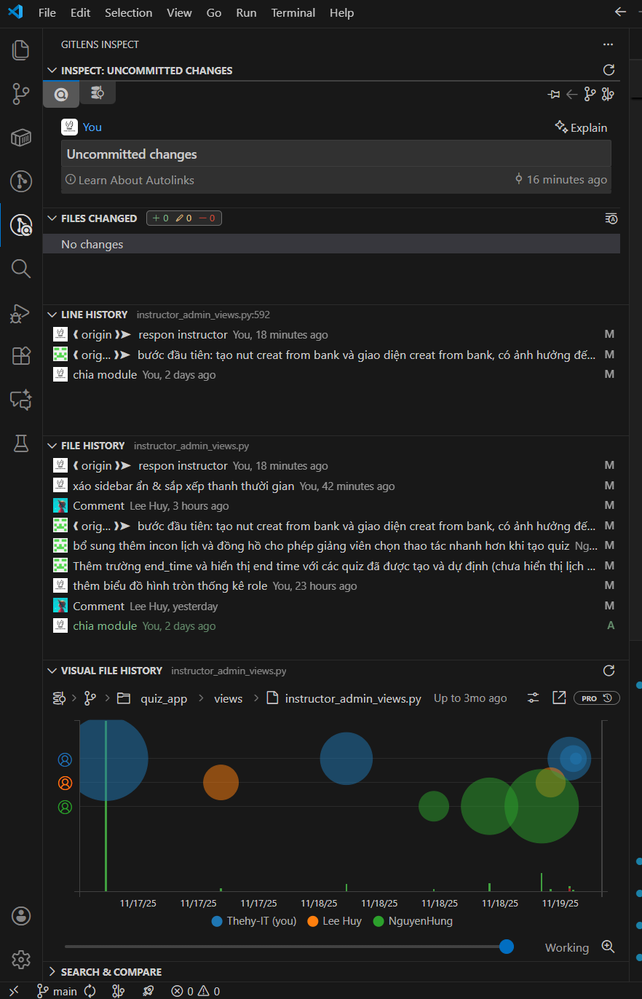 File Edit Selection View Go Run Terminal Help
GITLENS INSPECT
INSPECT: UNCOMMITTED CHANGES
You Explain
Uncommitted changes
Learn About Autolinks 16 minutes ago
FILES CHANGED +0 0 −0
No changes
LINE HISTORY instructor_admin_views.py:592
❰ origin ❱➤ respon instructor You, 18 minutes ago M
❰ orig... ❱➤ bước đầu tiên: tạo nut creat from bank và giao diện creat from bank, có ảnh hưởng đế... M
chia module You, 2 days ago M
FILE HISTORY instructor_admin_views.py
❰ origin ❱➤ respon instructor You, 18 minutes ago M
xáo sidebar ẩn & sắp xếp thanh thười gian You, 42 minutes ago M
Comment Lee Huy, 3 hours ago M
❰ orig... ❱➤ bước đầu tiên: tạo nut creat from bank và giao diện creat from bank, có ảnh hưởng đế... M
bổ sung thêm incon lịch và đồng hồ cho phép giảng viên chọn thao tác nhanh hơn khi tạo quiz Ng... M
Thêm trường end_time và hiển thị end time với các quiz đã được tạo và dự định (chưa hiển thị lịch ... M
thêm biểu đồ hình tròn thống kê role You, 23 hours ago M
Comment Lee Huy, yesterday M
chia module You, 2 days ago A
VISUAL FILE HISTORY instructor_admin_views.py
quiz_app > views > instructor_admin_views.py Up to 3mo ago PRO
11/17/25 11/17/25 11/17/25 11/18/25 11/18/25 11/18/25 11/18/25 11/19/25
Thehy-IT (you) Lee Huy NguyenHung
Working
SEARCH & COMPARE
main 0 0